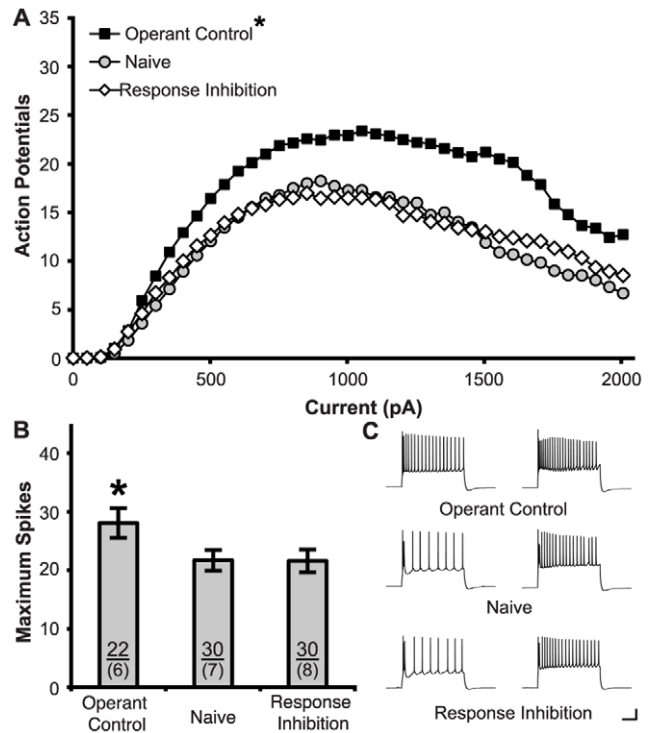 A
Operant Control*
Naive
Response Inhibition
35
30
25
20
15
10
5
0
Action Potentials
0 500 1000 1500 2000
Current (pA)
B
40
30
20
10
0
Maximum Spikes
*
22
(6)
30
(7)
30
(8)
Operant
Control
Naive
Response
Inhibition
C
Operant Control
Naive
Response Inhibition